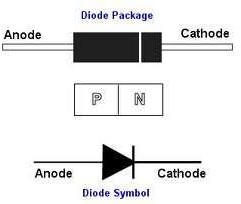 Diode Package
Anode Cathode
P N
Anode Cathode
Diode Symbol